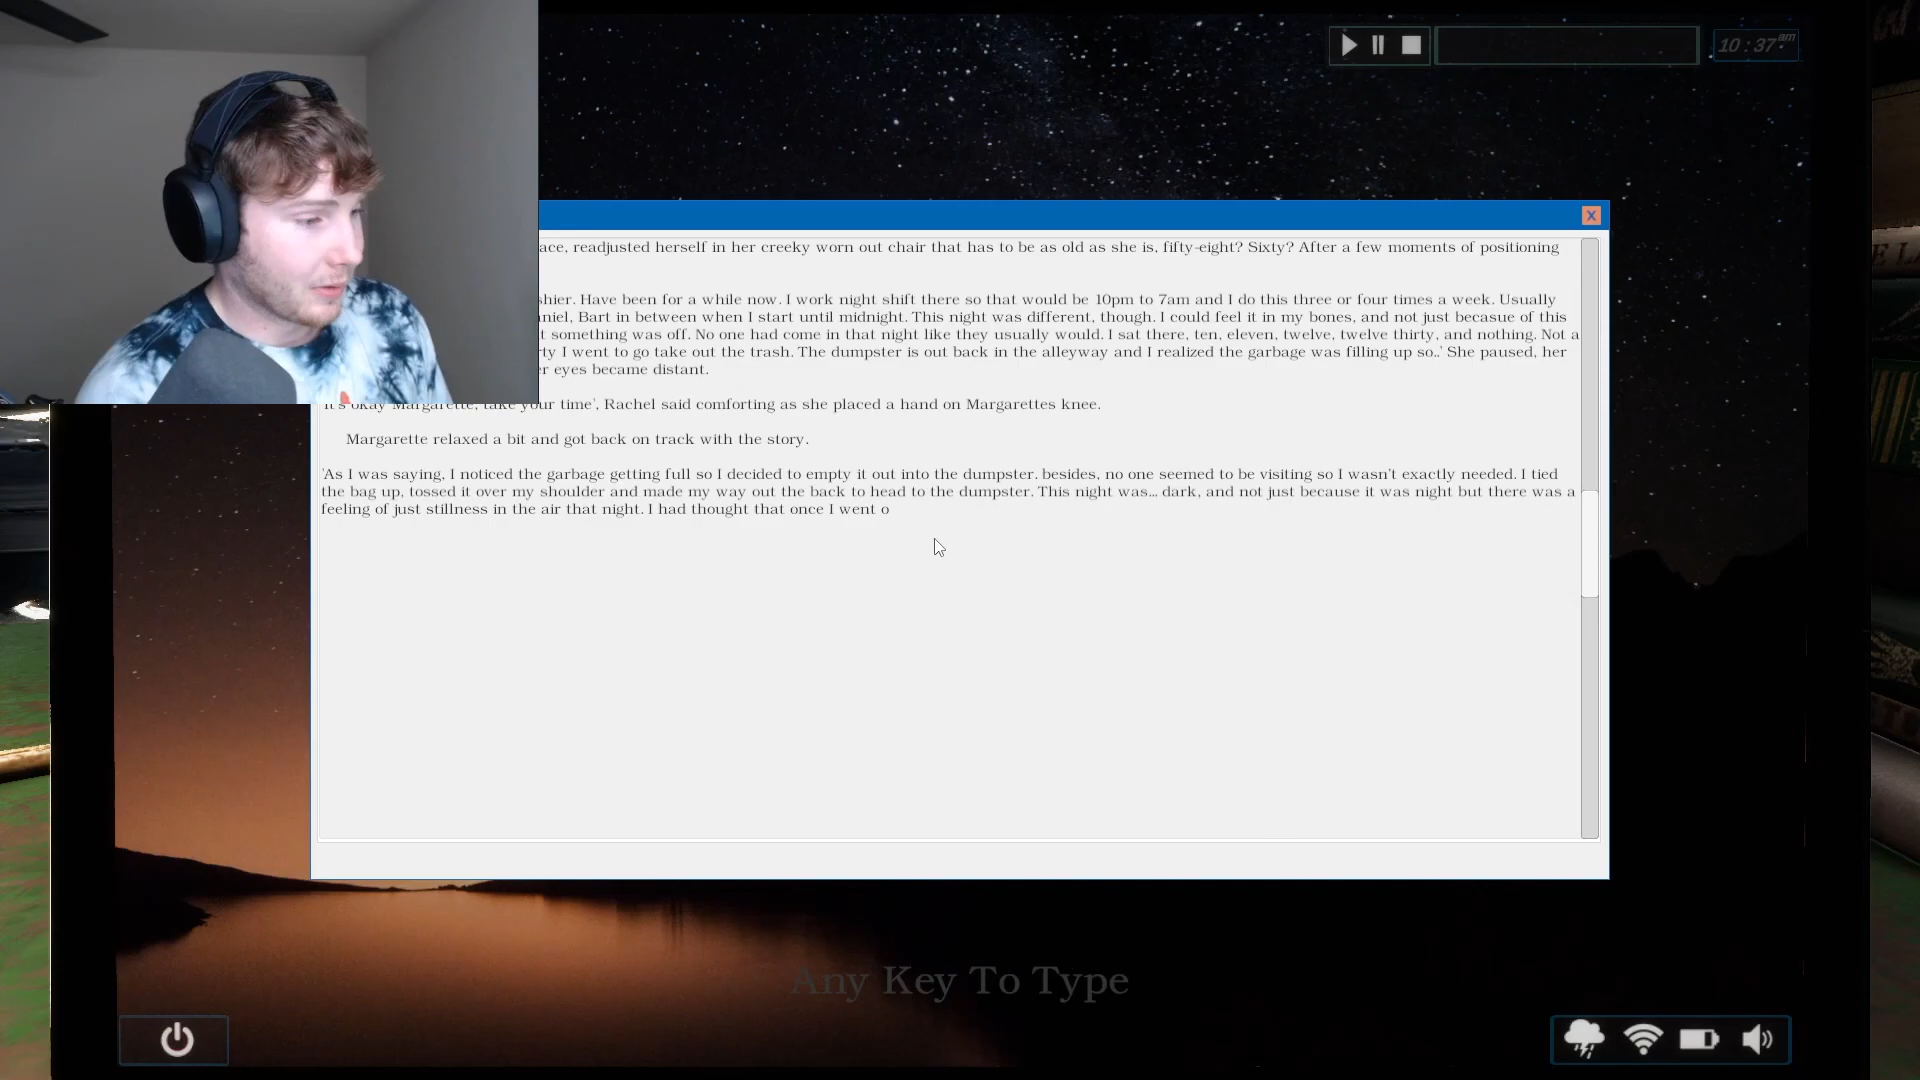 10 : 37 am
X
ace, readjusted herself in her creeky worn out chair that has to be as old as she is, fifty-eight? Sixty? After a few moments of positioning
shier. Have been for a while now. I work night shift there so that would be 10pm to 7am and I do this three or four times a week. Usually
niel, Bart in between when I start until midnight. This night was different, though. I could feel it in my bones, and not just becasue of this
t something was off. No one had come in that night like they usually would. I sat there, ten, eleven, twelve, twelve thirty, and nothing. Not a
rty I went to go take out the trash. The dumpster is out back in the alleyway and I realized the garbage was filling up so..' She paused, her
r eyes became distant.
'It's okay Margarette, take your time', Rachel said comforting as she placed a hand on Margarettes knee.
Margarette relaxed a bit and got back on track with the story.
'As I was saying, I noticed the garbage getting full so I decided to empty it out into the dumpster. besides, no one seemed to be visiting so I wasn't exactly needed. I tied
the bag up, tossed it over my shoulder and made my way out the back to head to the dumpster. This night was... dark, and not just because it was night but there was a
feeling of just stillness in the air that night. I had thought that once I went o
Any Key To Type